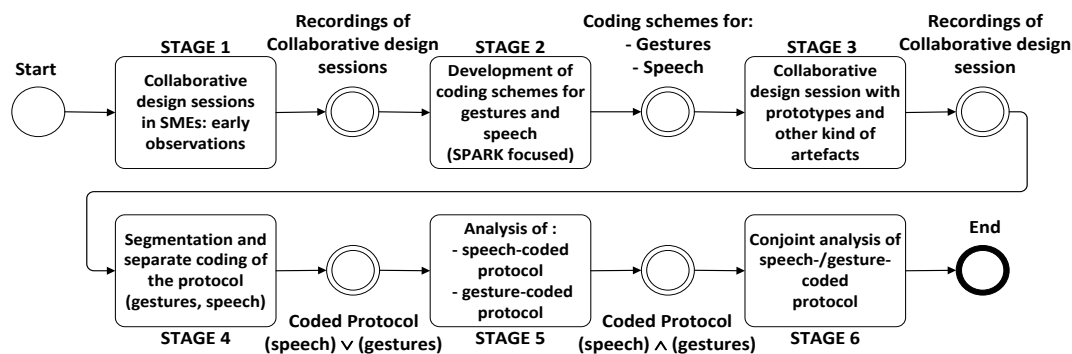 Start
STAGE 1
Collaborative
design sessions
in SMEs: early
observations
Recordings of
Collaborative design
sessions
STAGE 2
Development of
coding schemes for
gestures and
speech
(SPARK focused)
Coding schemes for:
- Gestures
- Speech
STAGE 3
Collaborative
design session with
prototypes and
other kind of
artefacts
Recordings of
Collaborative design
session
Segmentation and
separate coding of
the protocol
(gestures, speech)
STAGE 4
Coded Protocol
(speech) ∨ (gestures)
Analysis of :
- speech-coded
protocol
- gesture-coded
protocol
STAGE 5
Coded Protocol
(speech) ∧ (gestures)
Conjoint analysis of
speech-/gesture-
coded
protocol
STAGE 6
End